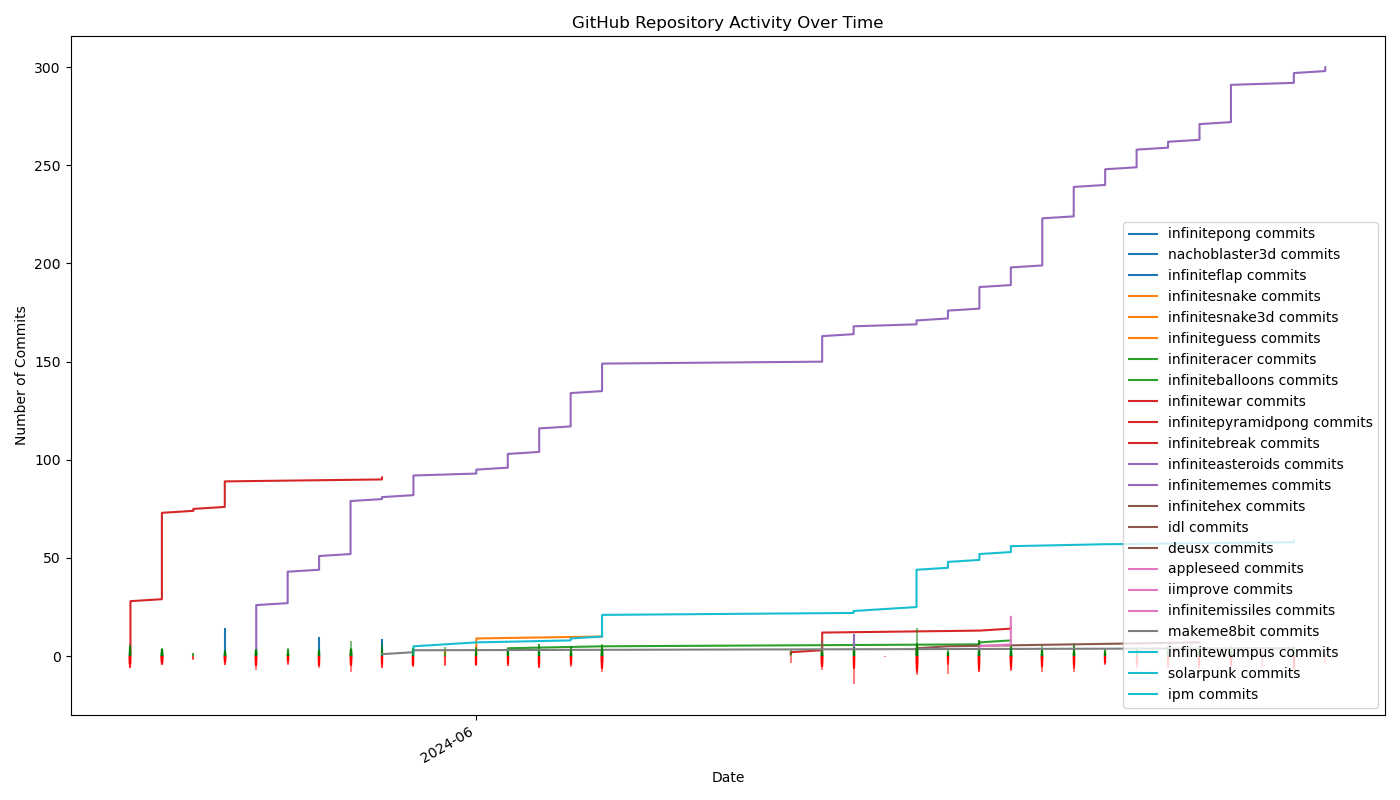 GitHub Repository Activity Over Time
Number of Commits
300
250
200
150
100
50
0
2024-06
Date
infinitepong commits
nachoblaster3d commits
infiniteflap commits
infinitesnake commits
infinitesnake3d commits
infiniteguess commits
infiniteracer commits
infiniteballoons commits
infinitewar commits
infinitepyramidpong commits
infinitebreak commits
infiniteasteroids commits
infinitememes commits
infinitehex commits
idl commits
deusx commits
appleseed commits
iimprove commits
infinitemissiles commits
makeme8bit commits
infinitewumpus commits
solarpunk commits
ipm commits